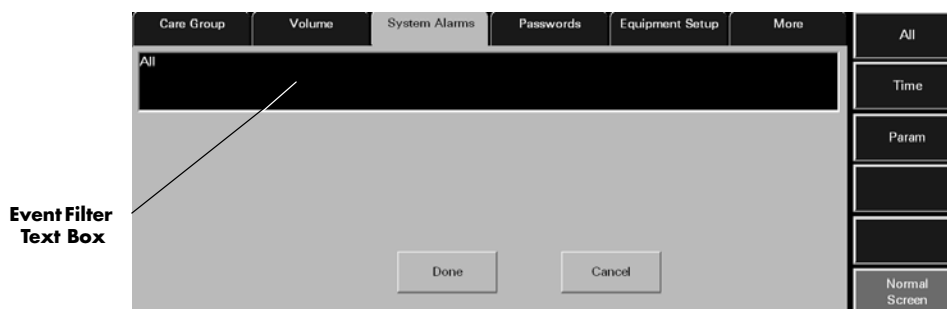 Care Group Volume System Alarms Passwords Equipment Setup More All
All
Time
Param
Event Filter
Text Box
Done Cancel
Normal
Screen